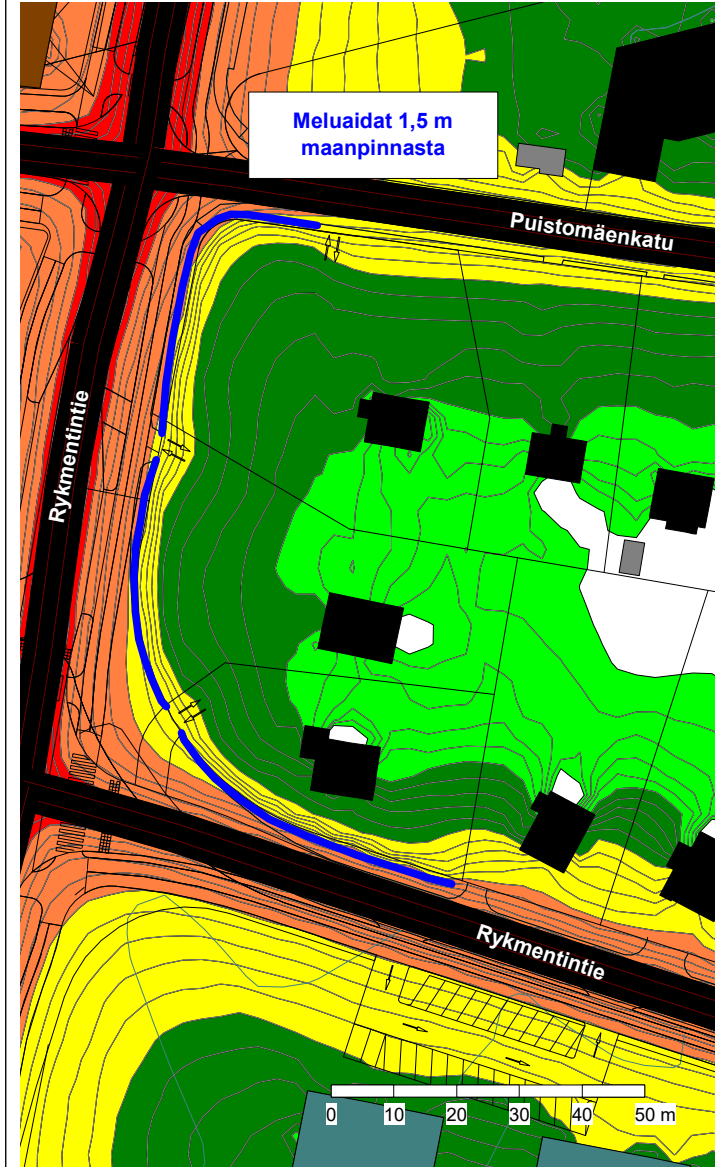 Meluaidat 1,5 m
maanpinnasta
Puistomäenkatu
Rykmentintie
Rykmentintie
0 10 20 30 40 50 m